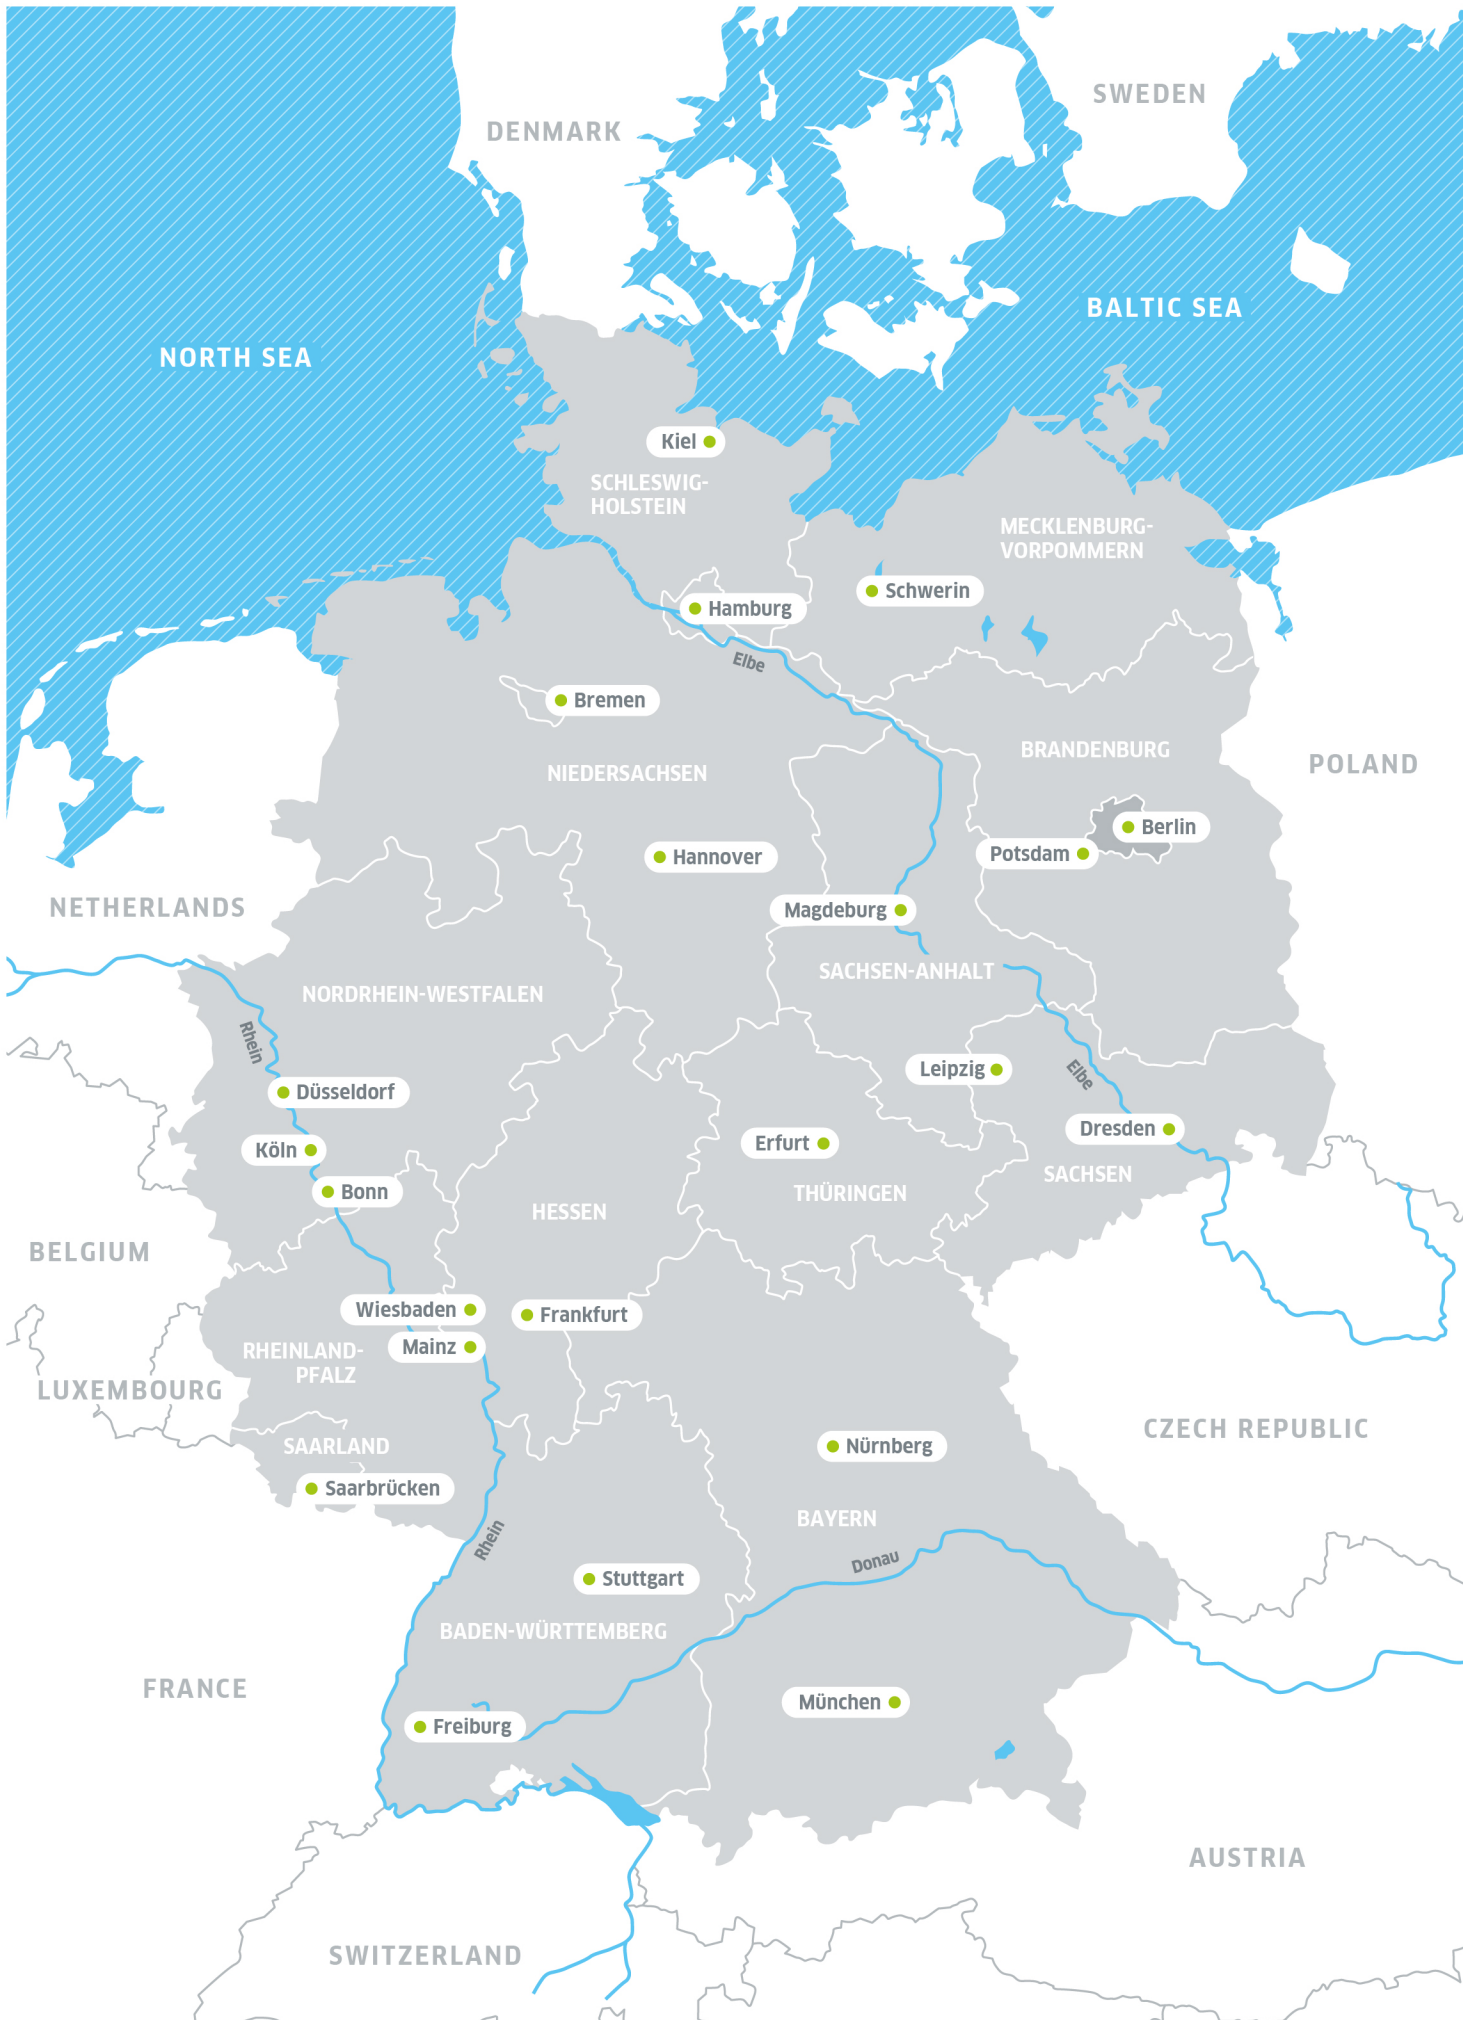 SWEDEN
DENMARK
BALTIC SEA
NORTH SEA
Kiel
SCHLESWIG-
HOLSTEIN
MECKLENBURG-
VORPOMMERN
Schwerin
Hamburg
Elbe
Bremen
BRANDENBURG
POLAND
NIEDERSACHSEN
Berlin
Potsdam
Hannover
NETHERLANDS
Magdeburg
SACHSEN-ANHALT
NORDRHEIN-WESTFALEN
Rhein
Leipzig
Elbe
Düsseldorf
Dresden
Köln
Erfurt
SACHSEN
Bonn
THÜRINGEN
HESSEN
BELGIUM
Wiesbaden
Frankfurt
Mainz
RHEINLAND-
PFALZ
LUXEMBOURG
CZECH REPUBLIC
SAARLAND
Nürnberg
Saarbrücken
BAYERN
Rhein
Donau
Stuttgart
BADEN-WÜRTTEMBERG
FRANCE
München
Freiburg
AUSTRIA
SWITZERLAND